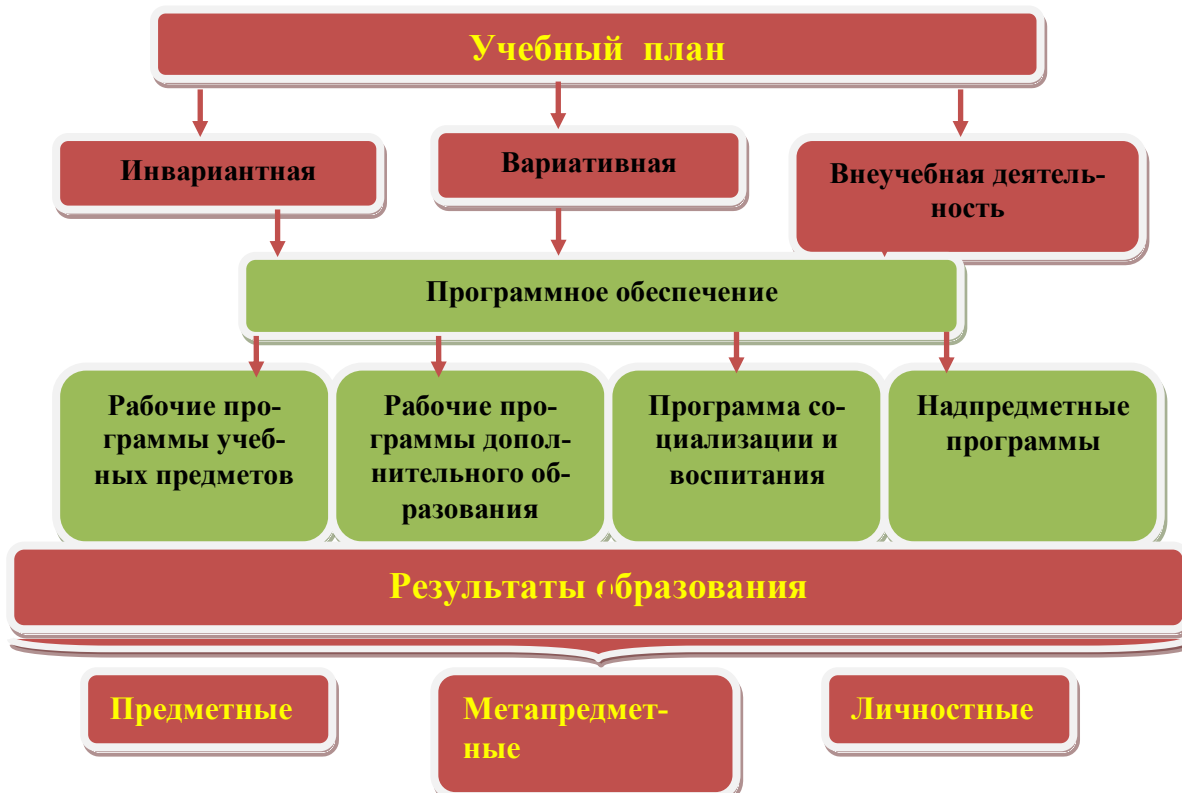 Учебный план
Инвариантная
Вариативная
Внеучебная деятель-
ность
Программное обеспечение
Рабочие про-
граммы учеб-
ных предметов
Рабочие про-
граммы допол-
нительного об-
разования
Программа со-
циализации и
воспитания
Надпредметные
программы
Результаты образования
Предметные
Метапредмет-
ные
Личностные